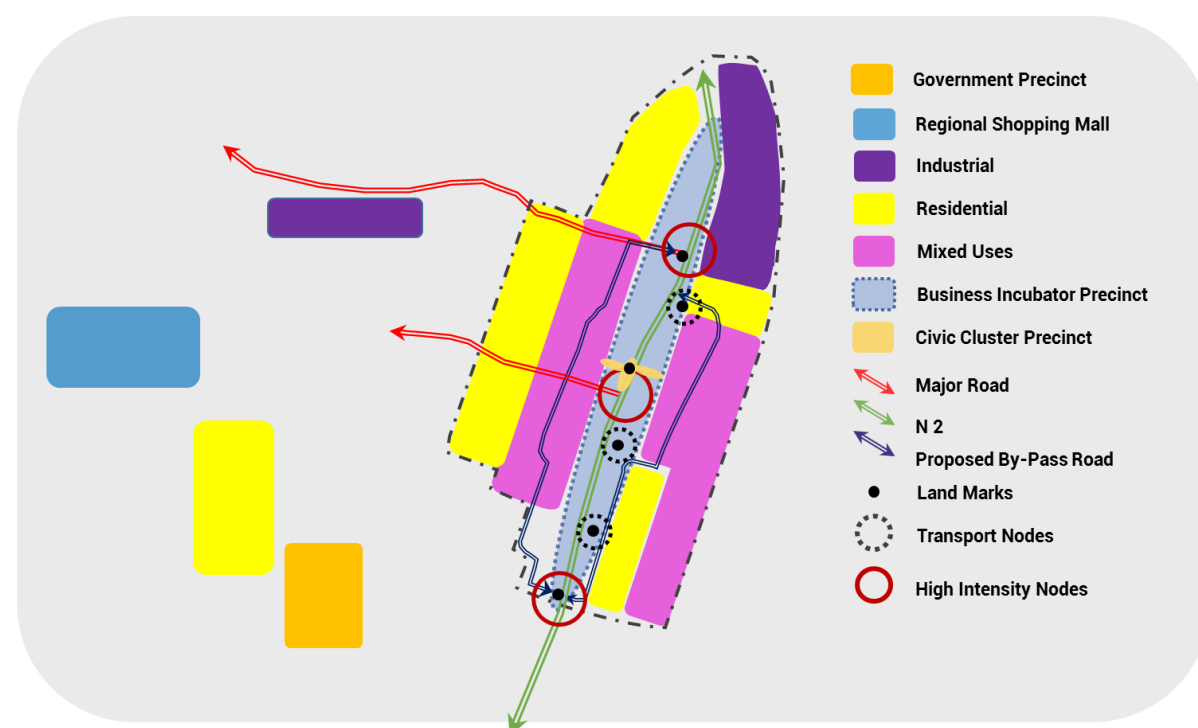 Government Precinct
Regional Shopping Mall
Industrial
Residential
Mixed Uses
Business Incubator Precinct
Civic Cluster Precinct
Major Road
N 2
Proposed By-Pass Road
Land Marks
Transport Nodes
High Intensity Nodes